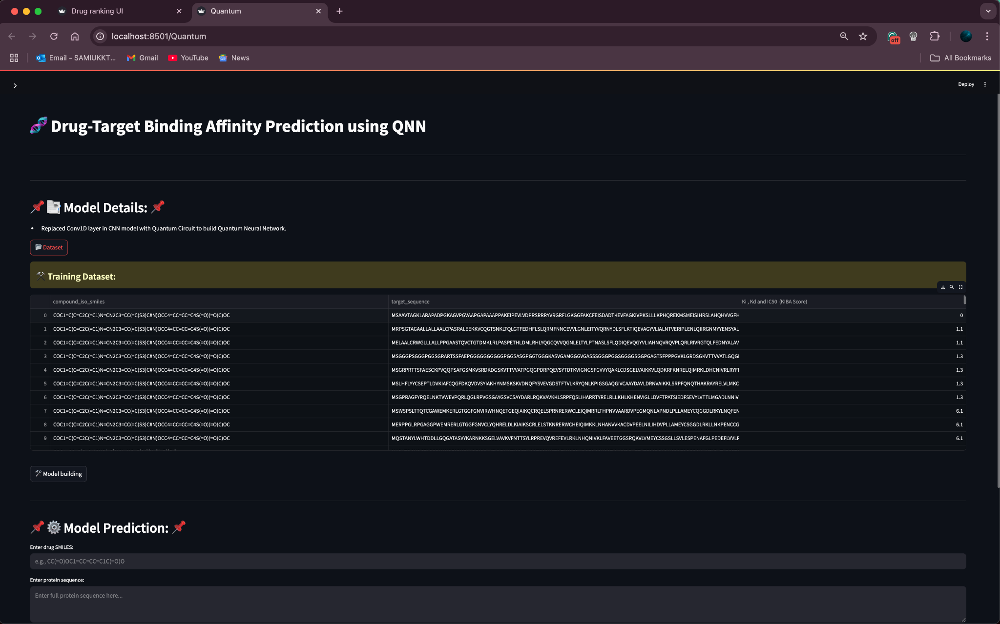 Drug ranking UI
Quantum
localhost:8501/Quantum
off
Email - SAMIUKKT...
Gmail
YouTube
News
All Bookmarks
Deploy
Drug-Target Binding Affinity Prediction using QNN
Model Details:
• Replaced Conv1D layer in CNN model with Quantum Circuit to build Quantum Neural Network.
Dataset
Training Dataset:
compound_iso_smiles target_sequence Ki , Kd and IC50 (KIBA Score)
0 COC1=C(C=C2C(=C1)N=CN2C3=CC(=C(S3)C#N)OCC4=CC=CC=C4S(=O)(=O)C)OC MSAAVTAGKLARAPADPGKAGVPGVAAPGAPAAAPPAKEIPEVLVDPRSRRRYVRGRFLGKGGFAKCFEISDADTKEVFAGKIVPKSLLLKPHQREKMSMEISIHRSLAHQHVVGFH 0
1 COC1=C(C=C2C(=C1)N=CN2C3=CC(=C(S3)C#N)OCC4=CC=CC=C4S(=O)(=O)C)OC MRPSGTAGAALLALLAALCPASRALEEKKVCQGTSNKLTQLGTFEDHFLSLQRMFNNCEVVLGNLEITYVQRNYDLSFLKTIQEVAGYVLIALNTVERIPLENLQIIRGNMYYENSYAL 1.1
2 COC1=C(C=C2C(=C1)N=CN2C3=CC(=C(S3)C#N)OCC4=CC=CC=C4S(=O)(=O)C)OC MELAALCRWGLLLALLPPGAASTQVCTGTDMKLRLPASPETHLDMLRHLYQGCQVVQGNLELTYLPTNASLSFLQDIQEVQGYVLIAHNQVRQVPLQRLRIVRGTQLFEDNYALAV 1.1
3 COC1=C(C=C2C(=C1)N=CN2C3=CC(=C(S3)C#N)OCC4=CC=CC=C4S(=O)(=O)C)OC MSGGGPSGGGPGGSGRARTSSFAEPGGGGGGGGGGPGGSASGPGGTGGGKASVGAMGGGVGASSSGGGPGGSGGGGSGGPGAGTSFPPPGVKLGRDSGKVTTVVATLGQG 1.3
4 COC1=C(C=C2C(=C1)N=CN2C3=CC(=C(S3)C#N)OCC4=CC=CC=C4S(=O)(=O)C)OC MSGRPRTTSFAESCKPVQQPSAFGSMKVSRDKDGSKVTTVVATPGQGPDRPQEVSYTDTKVIGNGSFGVVYQAKLCDSGELVAIKKVLQDKRFKNRELQIMRKLDHCNIVRLRYF 1.3
5 COC1=C(C=C2C(=C1)N=CN2C3=CC(=C(S3)C#N)OCC4=CC=CC=C4S(=O)(=O)C)OC MSLHFLYYCSEPTLDVKIAFCQGFDKQVDVSYIAKHYNMSKSKVDNQFYSVEVGDSTFTVLKRYQNLKPIGSGAQGIVCAAYDAVLDRNVAIKKLSRPFQNQTHAKRAYRELVLMKC 1.3
6 COC1=C(C=C2C(=C1)N=CN2C3=CC(=C(S3)C#N)OCC4=CC=CC=C4S(=O)(=O)C)OC MSGPRAGFYRQELNKTVWEVPQRLQGLRPVGSGAYGSVCSAYDARLRQKVAVKKLSRPFQSLIHARRTYRELRLLKHLKHENVIGLLDVFTPATSIEDFSEVYLVTTLMGADLNNIV 1.3
7 COC1=C(C=C2C(=C1)N=CN2C3=CC(=C(S3)C#N)OCC4=CC=CC=C4S(=O)(=O)C)OC MSWSPSLTTQTCGAWEMKERLGTGGFGNVIRWHNQETGEQIAIKQCRQELSPRNRERWCLEIQIMRRLTHPNVVAARDVPEGMQNLAPNDLPLLAMEYCQGGDLRKYLNQFEN 6.1
8 COC1=C(C=C2C(=C1)N=CN2C3=CC(=C(S3)C#N)OCC4=CC=CC=C4S(=O)(=O)C)OC MERPPGLRPGAGGPWEMRERLGTGGFGNVCLYQHRELDLKIAIKSCRLELSTKNRERWCHEIQIMKKLNHANVVKACDVPEELNILIHDVPLLAMEYCSGGDLRKLLNKPENCCG 6.1
9 COC1=C(C=C2C(=C1)N=CN2C3=CC(=C(S3)C#N)OCC4=CC=CC=C4S(=O)(=O)C)OC MQSTANYLWHTDDLLGQGATASVYKARNKKSGELVAVKVFNTTSYLRPREVQVREFEVLRKLNHQNIVKLFAVEETGGSRQKVLVMEYCSSGSLLSVLESPENAFGLPEDEFLVVLR 6.1
Model building
Model Prediction:
Enter drug SMILES:
e.g., CC(=O)OC1=CC=CC=C1C(=O)O
Enter protein sequence:
Enter full protein sequence here...